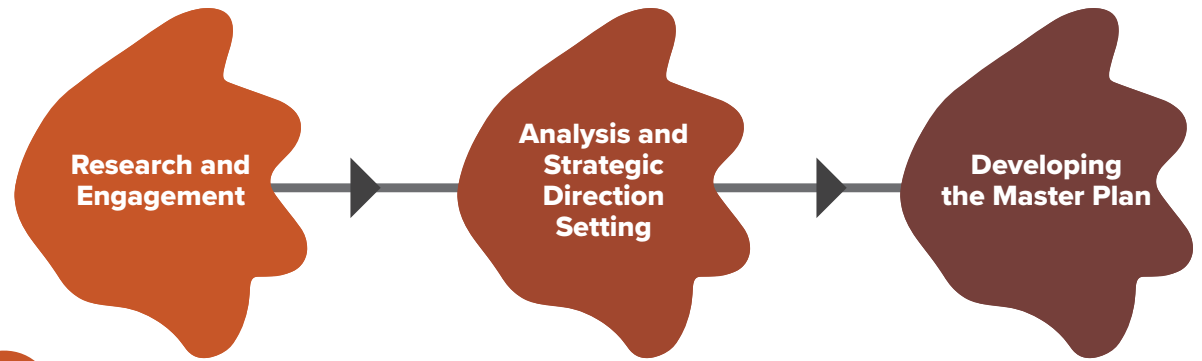 Research and
Engagement
Analysis and
Strategic
Direction
Setting
Developing
the Master Plan